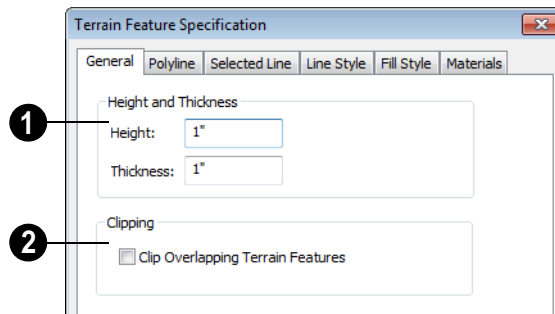 Terrain Feature Specification
General Polyline Selected Line Line Style Fill Style Materials
Height and Thickness
1
Height: 1"
Thickness: 1"
Clipping
2
Clip Overlapping Terrain Features